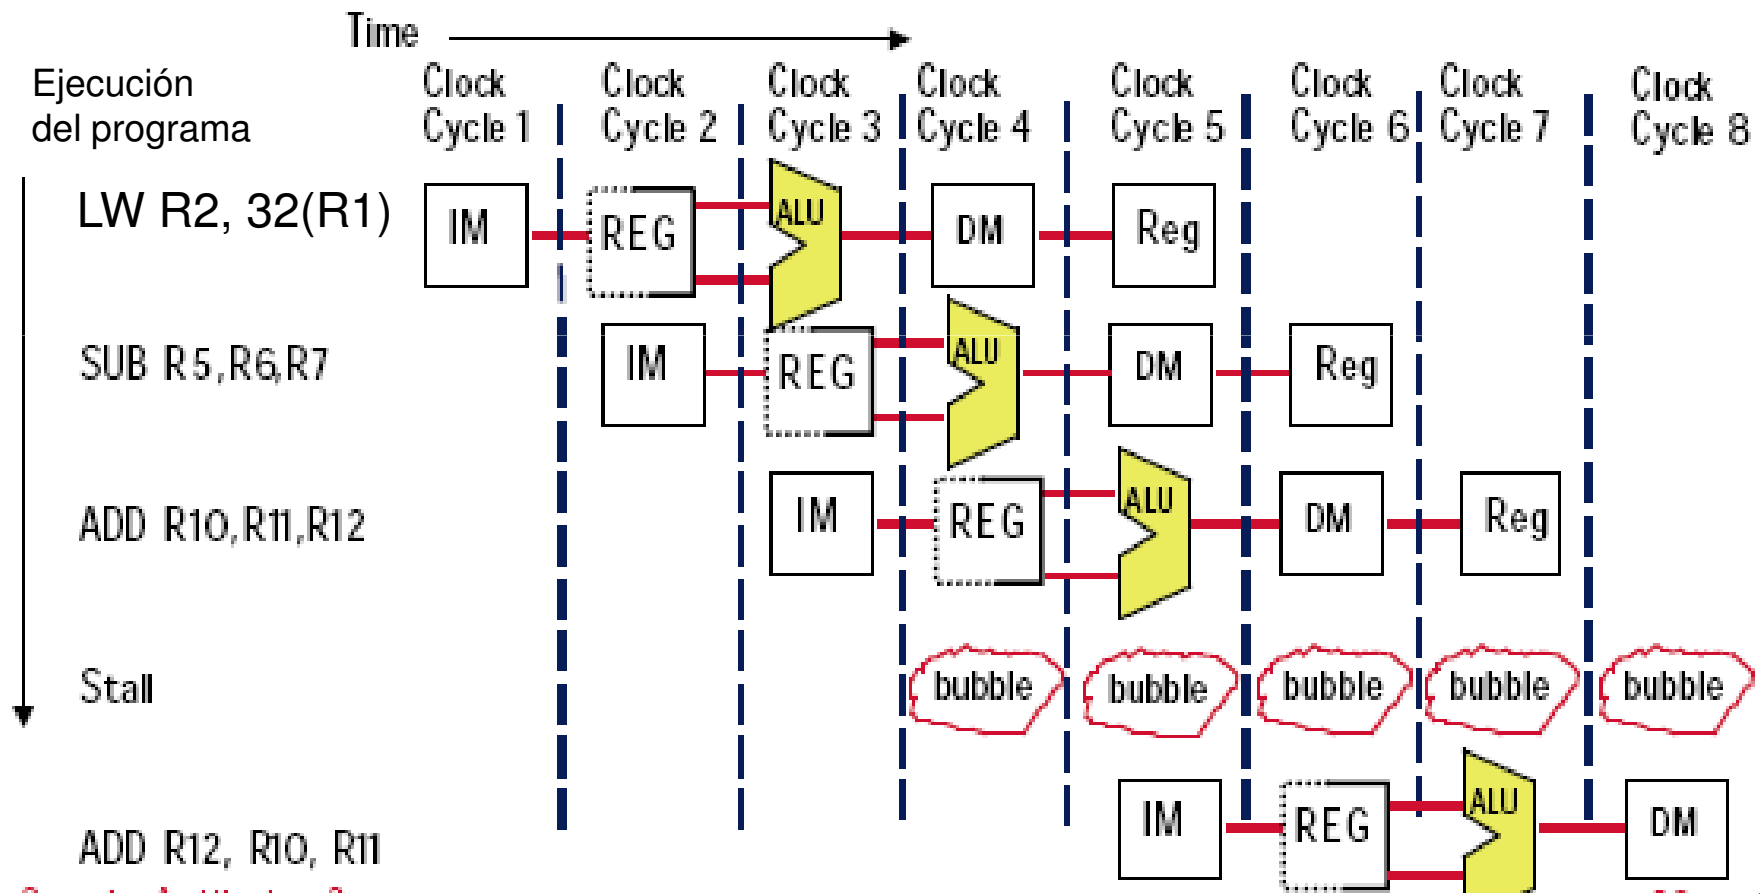 Time
Ejecución
del programa
Clock Cycle 1
Clock Cycle 2
Clock Cycle 3
Clock Cycle 4
Clock Cycle 5
Clock Cycle 6
Clock Cycle 7
Clock Cycle 8
LW R2, 32(R1)
IM
REG
ALU
DM
Reg
SUB R5,R6,R7
IM
REG
ALU
DM
Reg
ADD R10,R11,R12
IM
REG
ALU
DM
Reg
Stall
bubble
bubble
bubble
bubble
bubble
ADD R12, R10, R11
IM
REG
ALU
DM